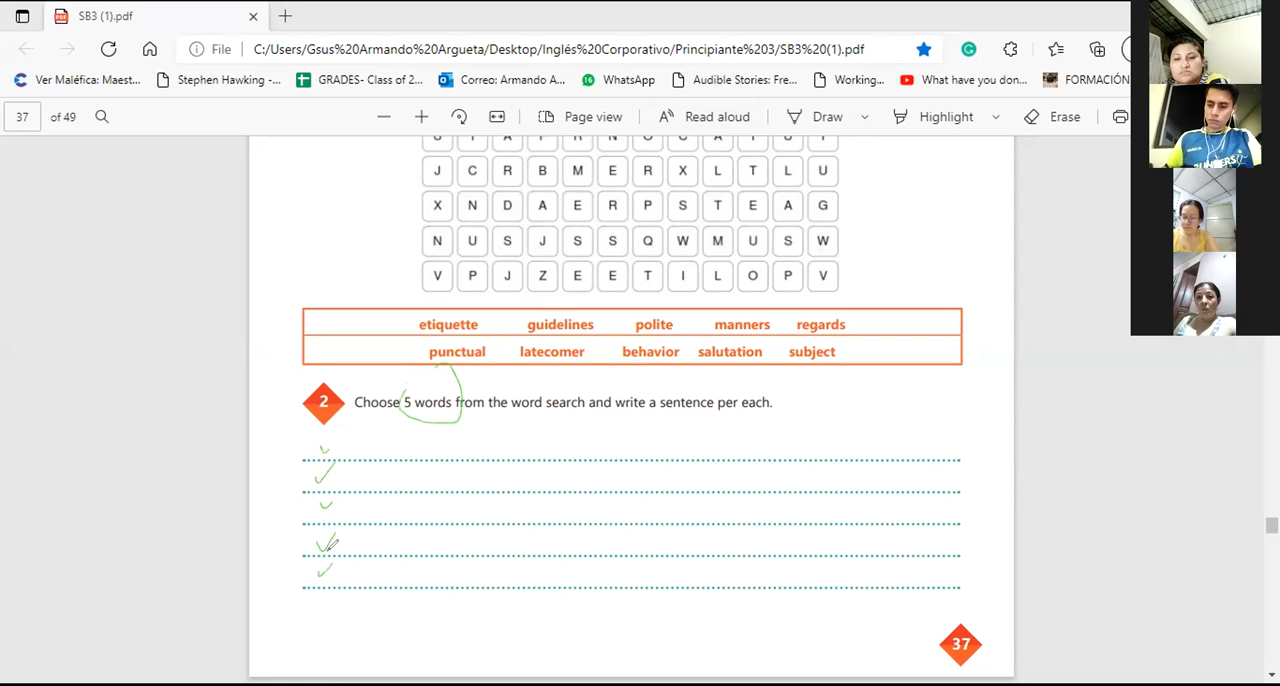 SB3 (1).pdf
File C:/Users/Gsus%20Armando%20Argueta/Desktop/Inglés%20Corporativo/Principiante%203/SB3%20(1).pdf
Ver Maléfica: Maest... Stephen Hawking -... GRADES- Class of 2... Correo: Armando A... WhatsApp Audible Stories: Fre... Working... What have you don... FORMACIÓN
37 of 49 Page view Read aloud Draw Highlight Erase
J C R B M E R X L T L U
X N D A E R P S T E A G
N U S J S S Q W M U S W
V P J Z E E T I L O P V
etiquette guidelines polite manners regards
punctual latecomer behavior salutation subject
2 Choose 5 words from the word search and write a sentence per each.
37